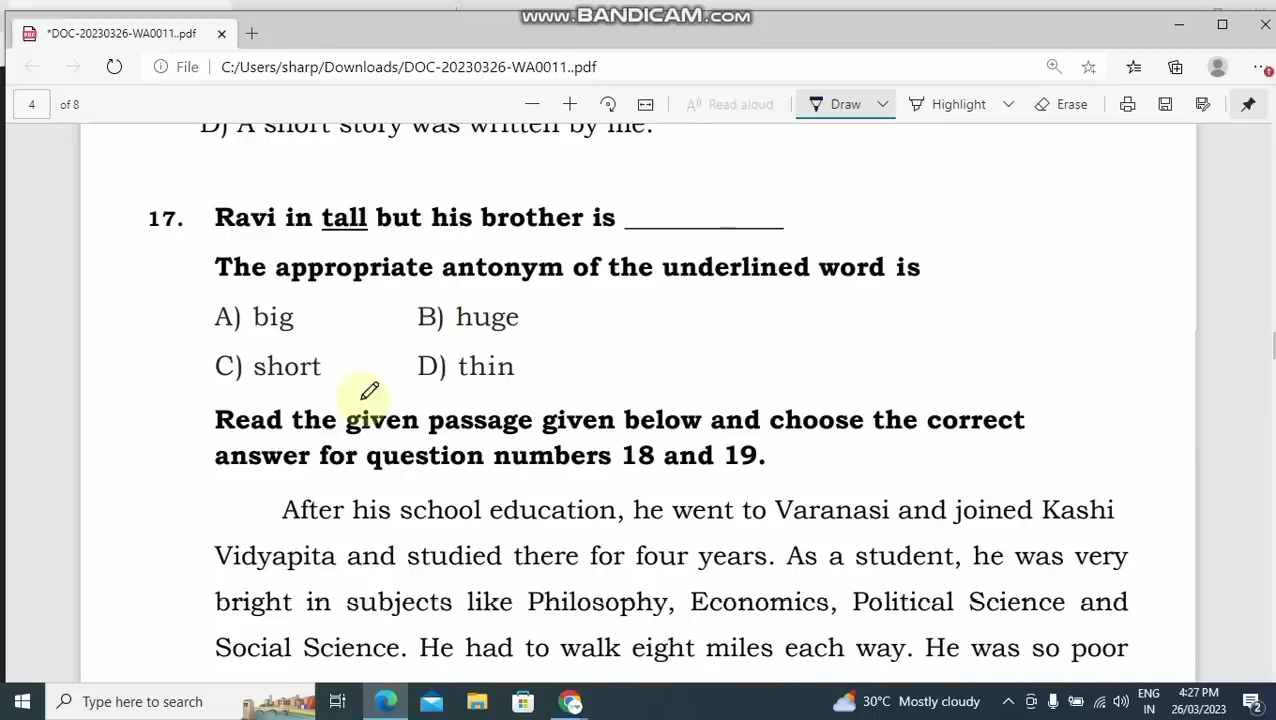 www.BANDICAM.com
*DOC-20230326-WA0011..pdf
File C:/Users/sharp/Downloads/DOC-20230326-WA0011..pdf
4 of 8 Read aloud Draw Highlight Erase
D) A short story was written by me.
17. Ravi in tall but his brother is ____________
The appropriate antonym of the underlined word is
A) big B) huge
C) short D) thin
Read the given passage given below and choose the correct
answer for question numbers 18 and 19.
After his school education, he went to Varanasi and joined Kashi
Vidyapita and studied there for four years. As a student, he was very
bright in subjects like Philosophy, Economics, Political Science and
Social Science. He had to walk eight miles each way. He was so poor
Type here to search 30°C Mostly cloudy ENG 4:27 PM
IN 26/03/2023 2